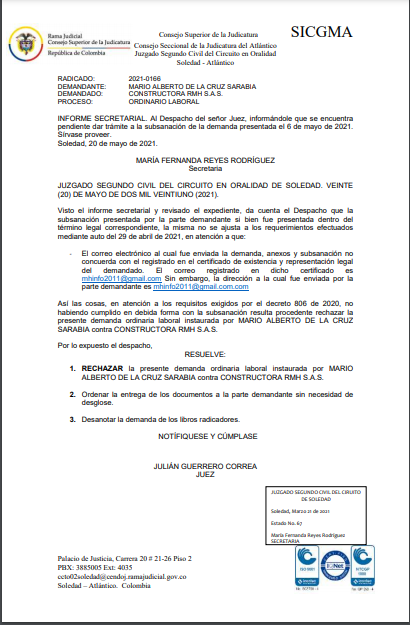 Rama Judicial
Consejo Superior de la Judicatura
República de Colombia
Consejo Superior de la Judicatura
Consejo Seccional de la Judicatura del Atlántico
Juzgado Segundo Civil del Circuito en Oralidad
Soledad - Atlántico
SICGMA
RADICADO: 2021-0166
DEMANDANTE: MARIO ALBERTO DE LA CRUZ SARABIA
DEMANDADO: CONSTRUCTORA RMH S.A.S.
PROCESO: ORDINARIO LABORAL
INFORME SECRETARIAL. Al Despacho del señor Juez, informándole que se encuentra
pendiente dar trámite a la subsanación de la demanda presentada el 6 de mayo de 2021.
Sírvase proveer.
Soledad, 20 de mayo de 2021.
MARÍA FERNANDA REYES RODRÍGUEZ
Secretaria
JUZGADO SEGUNDO CIVIL DEL CIRCUITO EN ORALIDAD DE SOLEDAD. VEINTE
(20) DE MAYO DE DOS MIL VEINTIUNO (2021).
Visto el informe secretarial y revisado el expediente, da cuenta el Despacho que la
subsanación presentada por la parte demandante si bien fue presentada dentro del
término legal correspondiente, la misma no se ajusta a los requerimientos efectuados
mediante auto del 29 de abril de 2021, en atención a que:
- El correo electrónico al cual fue enviada la demanda, anexos y subsanación no
concuerda con el registrado en el certificado de existencia y representación legal
del demandado. El correo registrado en dicho certificado es
mhinfo2011@gmail.com Sin embargo, la dirección a la cual fue enviada por la
parte demandante es mhinfo2011@gmail.com.com
Así las cosas, en atención a los requisitos exigidos por el decreto 806 de 2020, no
habiendo cumplido en debida forma con la subsanación resulta procedente rechazar la
presente demanda ordinaria laboral instaurada por MARIO ALBERTO DE LA CRUZ
SARABIA contra CONSTRUCTORA RMH S.A.S.
Por lo expuesto el despacho,
RESUELVE:
1. RECHAZAR la presente demanda ordinaria laboral instaurada por MARIO
ALBERTO DE LA CRUZ SARABIA contra CONSTRUCTORA RMH S.A.S.
2. Ordenar la entrega de los documentos a la parte demandante sin necesidad de
desglose.
3. Desanotar la demanda de los libros radicadores.
NOTIFÍQUESE Y CÚMPLASE
JULIÁN GUERRERO CORREA
JUEZ
JUZGADO SEGUNDO CIVIL DEL CIRUITO
DE SOLEDAD
Soledad, Marzo 21 de 2021
Estado No. 67
María Fernanda Reyes Rodríguez
SECRETARIA
Palacio de Justicia, Carrera 20 # 21-26 Piso 2
PBX: 3885005 Ext: 4035
ccto02soledad@cendoj.ramajudicial.gov.co
Soledad – Atlántico. Colombia
IQNet